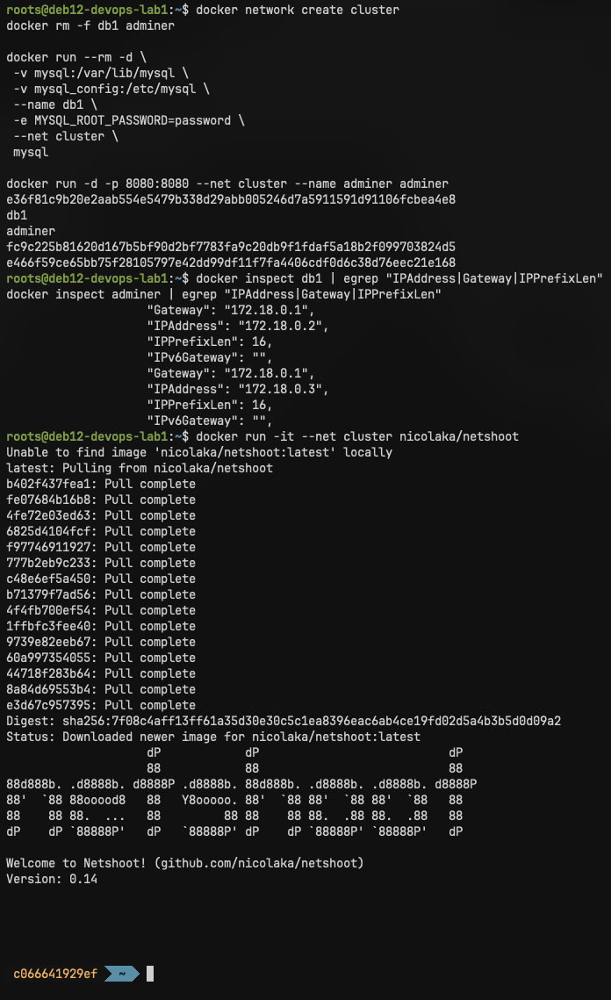 roots@deb12-devops-lab1:~$ docker network create cluster
docker rm -f db1 adminer

docker run --rm -d \
 -v mysql:/var/lib/mysql \
 -v mysql_config:/etc/mysql \
 --name db1 \
 -e MYSQL_ROOT_PASSWORD=password \
 --net cluster \
 mysql

docker run -d -p 8080:8080 --net cluster --name adminer adminer
e36f81c9b20e2aab554e5479b338d29abb005246d7a5911591d91106fcbea4e8
db1
adminer
fc9c225b81620d167b5bf90d2bf7783fa9c20db9f1fdaf5a18b2f099703824d5
e466f59ce65bb75f28105797e42dd99df11f7fa4406cdf0d6c38d76eec21e168
roots@deb12-devops-lab1:~$ docker inspect db1 | egrep "IPAddress|Gateway|IPPrefixLen"
docker inspect adminer | egrep "IPAddress|Gateway|IPPrefixLen"
                    "Gateway": "172.18.0.1",
                    "IPAddress": "172.18.0.2",
                    "IPPrefixLen": 16,
                    "IPv6Gateway": "",
                    "Gateway": "172.18.0.1",
                    "IPAddress": "172.18.0.3",
                    "IPPrefixLen": 16,
                    "IPv6Gateway": "",
roots@deb12-devops-lab1:~$ docker run -it --net cluster nicolaka/netshoot
Unable to find image 'nicolaka/netshoot:latest' locally
latest: Pulling from nicolaka/netshoot
b402f437fea1: Pull complete
fe07684b16b8: Pull complete
4fe72e03ed63: Pull complete
6825d4104fcf: Pull complete
f97746911927: Pull complete
777b2eb9c233: Pull complete
c48e6ef5a450: Pull complete
b71379f7ad56: Pull complete
4f4fb700ef54: Pull complete
1ffbfc3fee40: Pull complete
9739e82eeb67: Pull complete
60a997354055: Pull complete
44718f283b64: Pull complete
8a84d69553b4: Pull complete
e3d67c957395: Pull complete
Digest: sha256:7f08c4aff13ff61a35d30e30c5c1ea8396eac6ab4ce19fd02d5a4b3b5d0d09a2
Status: Downloaded newer image for nicolaka/netshoot:latest
                    dP            dP                           dP
                    88            88                           88
88d888b. .d8888b. d8888P .d8888b. 88d888b. .d8888b. .d8888b. d8888P
88'  `88 88ooood8   88   Y8ooooo. 88'  `88 88'  `88 88'  `88   88
88    88 88.  ...   88         88 88    88 88.  .88 88.  .88   88
dP    dP `88888P'   dP   `88888P' dP    dP `88888P' `88888P'   dP

Welcome to Netshoot! (github.com/nicolaka/netshoot)
Version: 0.14

c066641929ef  ~